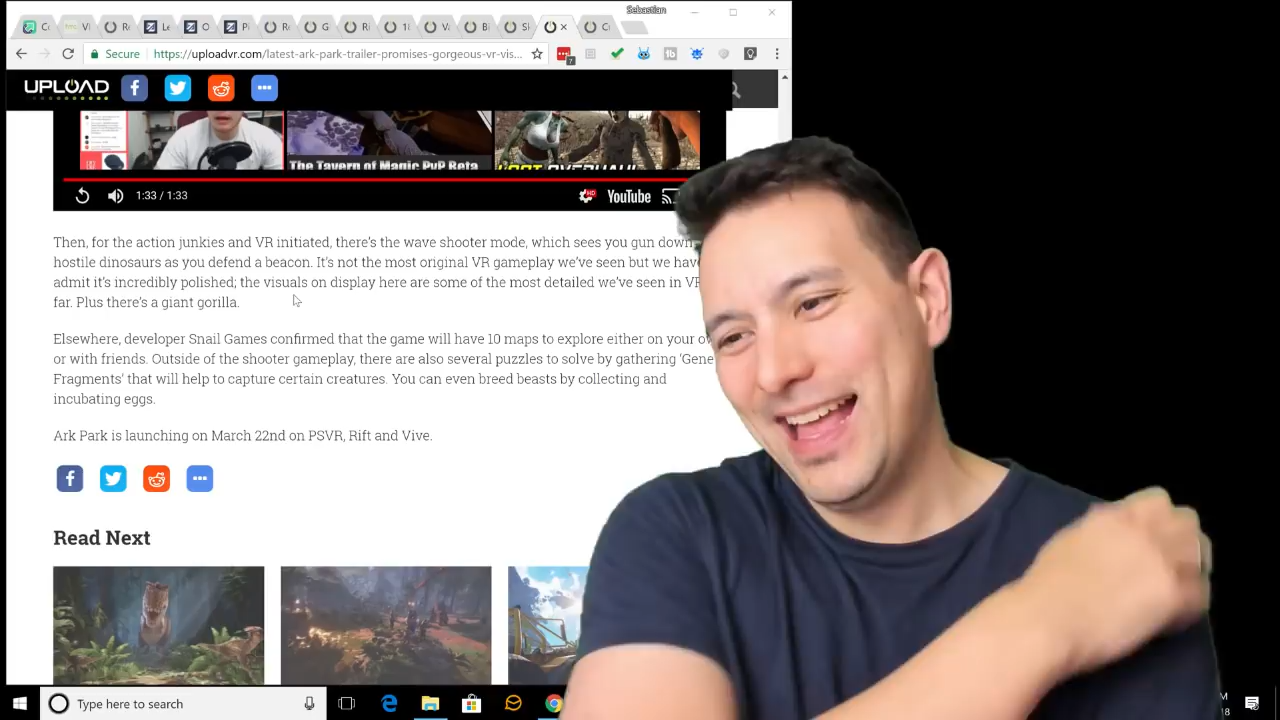 Sebastian
Secure
https://uploadvr.com/latest-ark-park-trailer-promises-gorgeous-vr-vis...
7
UPLOAD
The Tavern of Magic PvP Beta
1:33 / 1:33
HD
YouTube
Then, for the action junkies and VR initiated, there's the wave shooter mode, which sees you gun down
hostile dinosaurs as you defend a beacon. It's not the most original VR gameplay we've seen but we have
admit it's incredibly polished; the visuals on display here are some of the most detailed we've seen in VR
far. Plus there's a giant gorilla.
Elsewhere, developer Snail Games confirmed that the game will have 10 maps to explore either on your
or with friends. Outside of the shooter gameplay, there are also several puzzles to solve by gathering 'Gene
Fragments' that will help to capture certain creatures. You can even breed beasts by collecting and
incubating eggs.
Ark Park is launching on March 22nd on PSVR, Rift and Vive.
Read Next
Type here to search